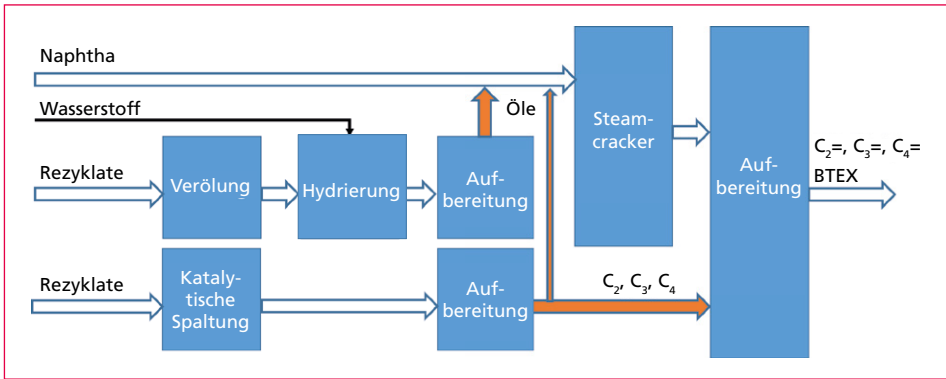 Naphtha
Wasserstoff
Öle
Steam-
cracker
Auf-
bereitung
C₂=, C₃=, C₄=
BTEX
Rezyklate
Verölung
Hydrierung
Auf-
bereitung
Rezyklate
Kataly-
tische
Spaltung
Auf-
bereitung
C₂, C₃, C₄